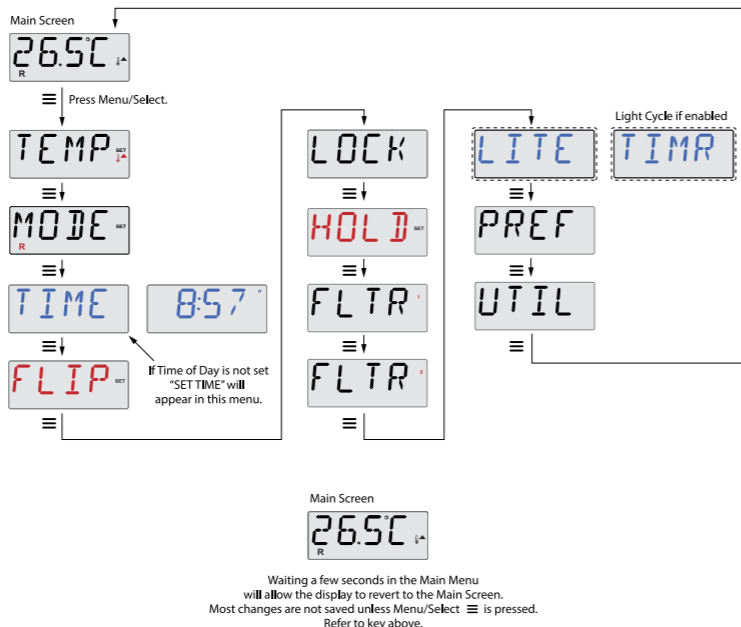 Main Screen
26.5°C
R
≡ Press Menu/Select.
TEMP SET
≡
MODE SET
R
≡
TIME
8:57 P
≡
If Time of Day is not set
"SET TIME" will
appear in this menu.
FLIP SET
≡
LOCK
≡
HOLD SET
≡
FLTR 1
≡
FLTR 2
≡
Light Cycle if enabled
LITE
TIMR
≡
PREF
≡
UTIL
≡
Main Screen
26.5°C
R
Waiting a few seconds in the Main Menu
will allow the display to revert to the Main Screen.
Most changes are not saved unless Menu/Select ≡ is pressed.
Refer to key above.